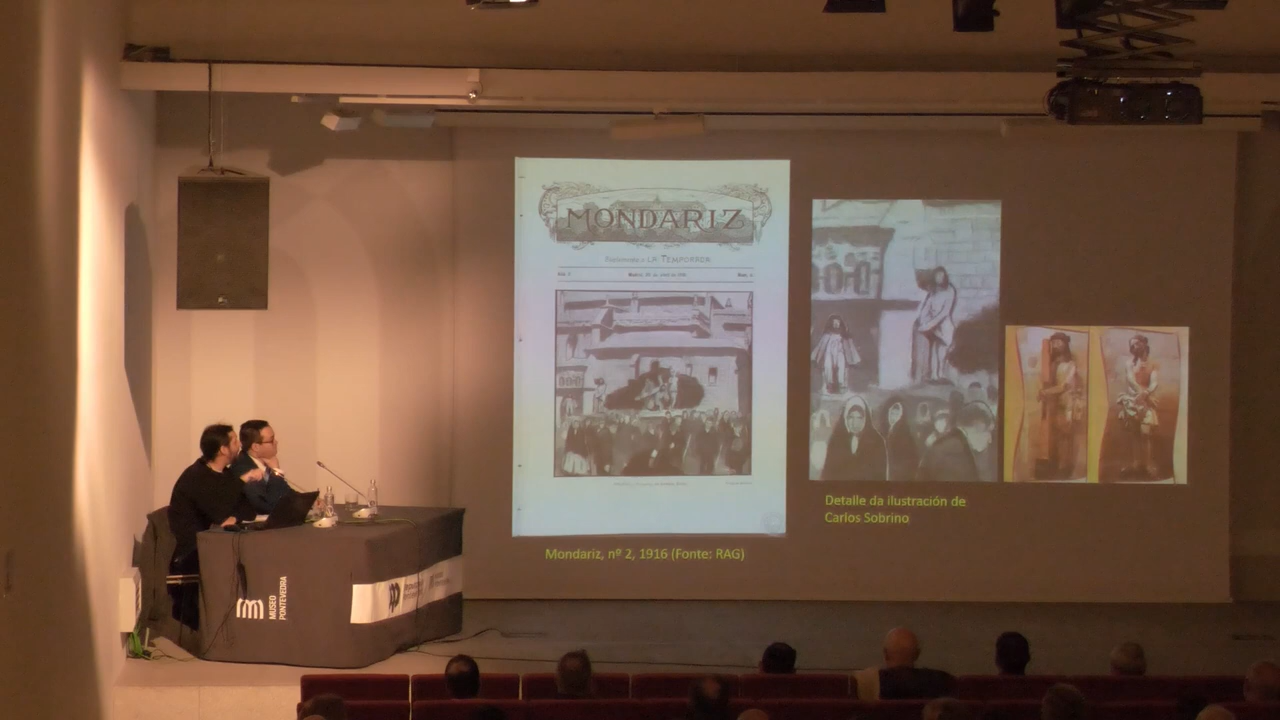 MONDARIZ
Suplemento a LA TEMPORADA
Mondariz, nº 2, 1916 (Fonte: RAG)
Detalle da ilustración de
Carlos Sobrino
MUSEO
PONTEVEDRA